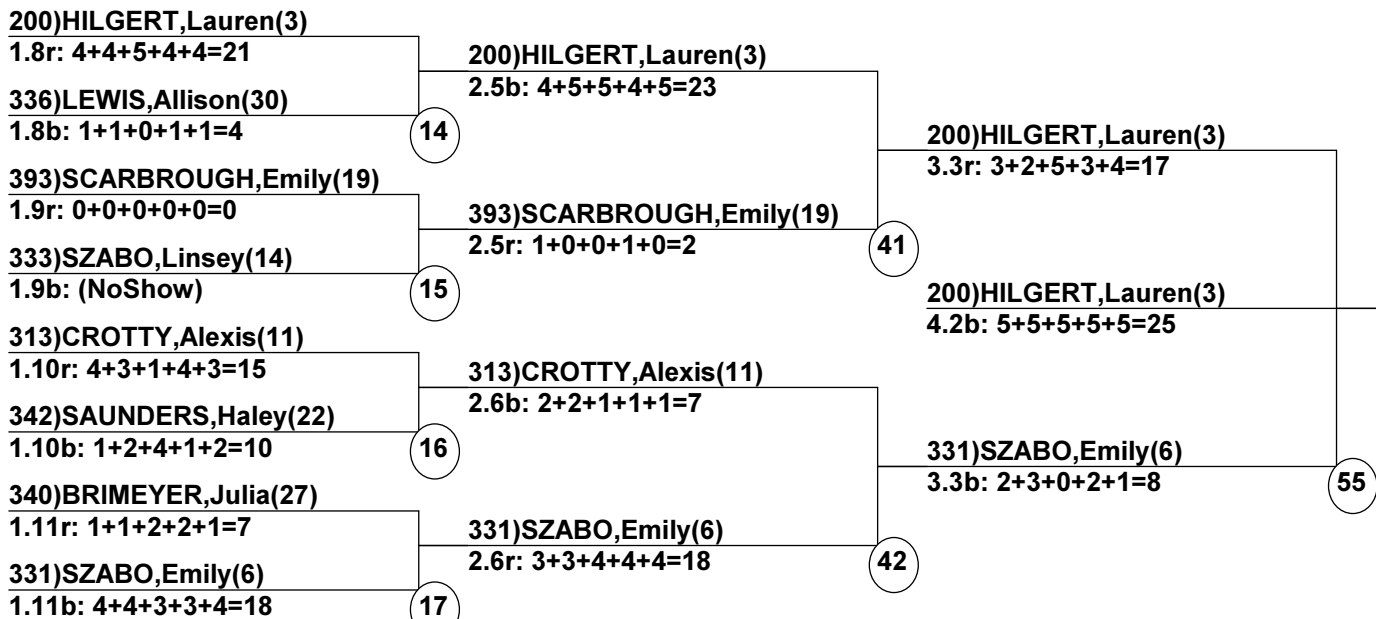 200)HILGERT,Lauren(3)
1.8r: 4+4+5+4+4=21
336)LEWIS,Allison(30)
1.8b: 1+1+0+1+1=4
14
393)SCARBROUGH,Emily(19)
1.9r: 0+0+0+0+0=0
333)SZABO,Linsey(14)
1.9b: (NoShow)
15
313)CROTTY,Alexis(11)
1.10r: 4+3+1+4+3=15
342)SAUNDERS,Haley(22)
1.10b: 1+2+4+1+2=10
16
340)BRIMEYER,Julia(27)
1.11r: 1+1+2+2+1=7
331)SZABO,Emily(6)
1.11b: 4+4+3+3+4=18
17
200)HILGERT,Lauren(3)
2.5b: 4+5+5+4+5=23
393)SCARBROUGH,Emily(19)
2.5r: 1+0+0+1+0=2
41
313)CROTTY,Alexis(11)
2.6b: 2+2+1+1+1=7
331)SZABO,Emily(6)
2.6r: 3+3+4+4+4=18
42
200)HILGERT,Lauren(3)
3.3r: 3+2+5+3+4=17
200)HILGERT,Lauren(3)
4.2b: 5+5+5+5+5=25
331)SZABO,Emily(6)
3.3b: 2+3+0+2+1=8
55